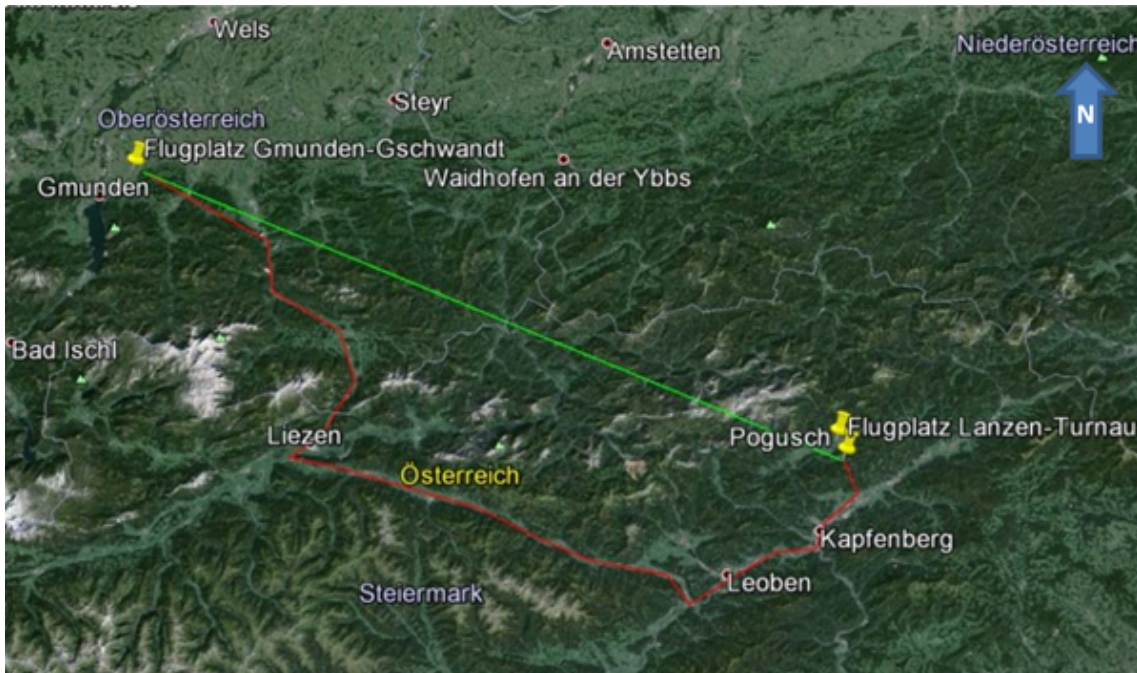 Wels
Amstetten
Niederösterreich
Steyr
N
Oberösterreich
Flugplatz Gmunden-Gschwandt
Waidhofen an der Ybbs
Gmunden
Bad Ischl
Liezen
Pogusch
Flugplatz Lanzen-Turnau
Österreich
Kapfenberg
Leoben
Steiermark